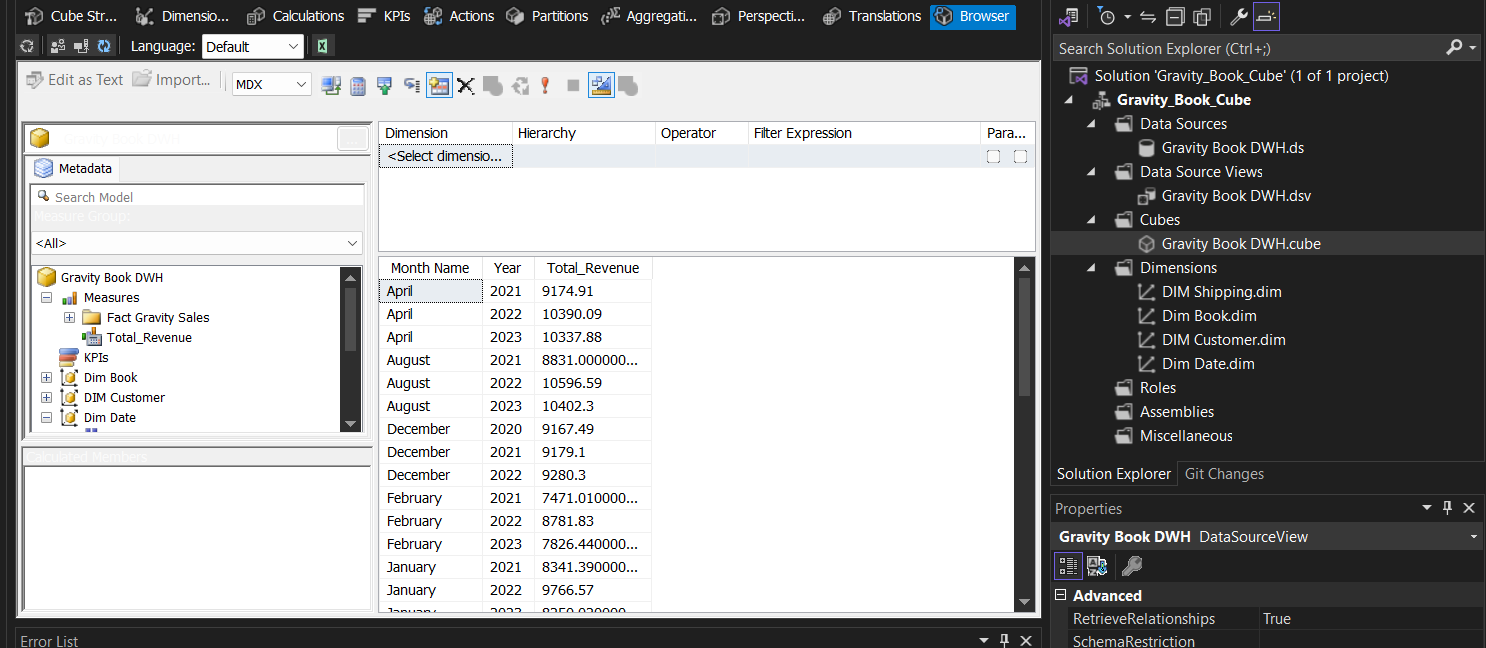 Cube Str... Dimensio... Calculations KPIs Actions Partitions Aggregati... Perspecti... Translations Browser
Language: Default
Edit as Text Import... MDX
Gravity Book DWH
Metadata
Search Model
Measure Group:
<All>
Gravity Book DWH
Measures
Fact Gravity Sales
Total_Revenue
KPIs
Dim Book
DIM Customer
Dim Date
Calculated Members
Dimension Hierarchy Operator Filter Expression Para...
<Select dimensio...
Month Name Year Total_Revenue
April 2021 9174.91
April 2022 10390.09
April 2023 10337.88
August 2021 8831.000000...
August 2022 10596.59
August 2023 10402.3
December 2020 9167.49
December 2021 9179.1
December 2022 9280.3
February 2021 7471.010000...
February 2022 8781.83
February 2023 7826.440000...
January 2021 8341.390000...
January 2022 9766.57
January 2023
Error List
Search Solution Explorer (Ctrl+;)
Solution 'Gravity_Book_Cube' (1 of 1 project)
Gravity_Book_Cube
Data Sources
Gravity Book DWH.ds
Data Source Views
Gravity Book DWH.dsv
Cubes
Gravity Book DWH.cube
Dimensions
DIM Shipping.dim
Dim Book.dim
DIM Customer.dim
Dim Date.dim
Roles
Assemblies
Miscellaneous
Solution Explorer Git Changes
Properties
Gravity Book DWH DataSourceView
Advanced
RetrieveRelationships True
SchemaRestriction